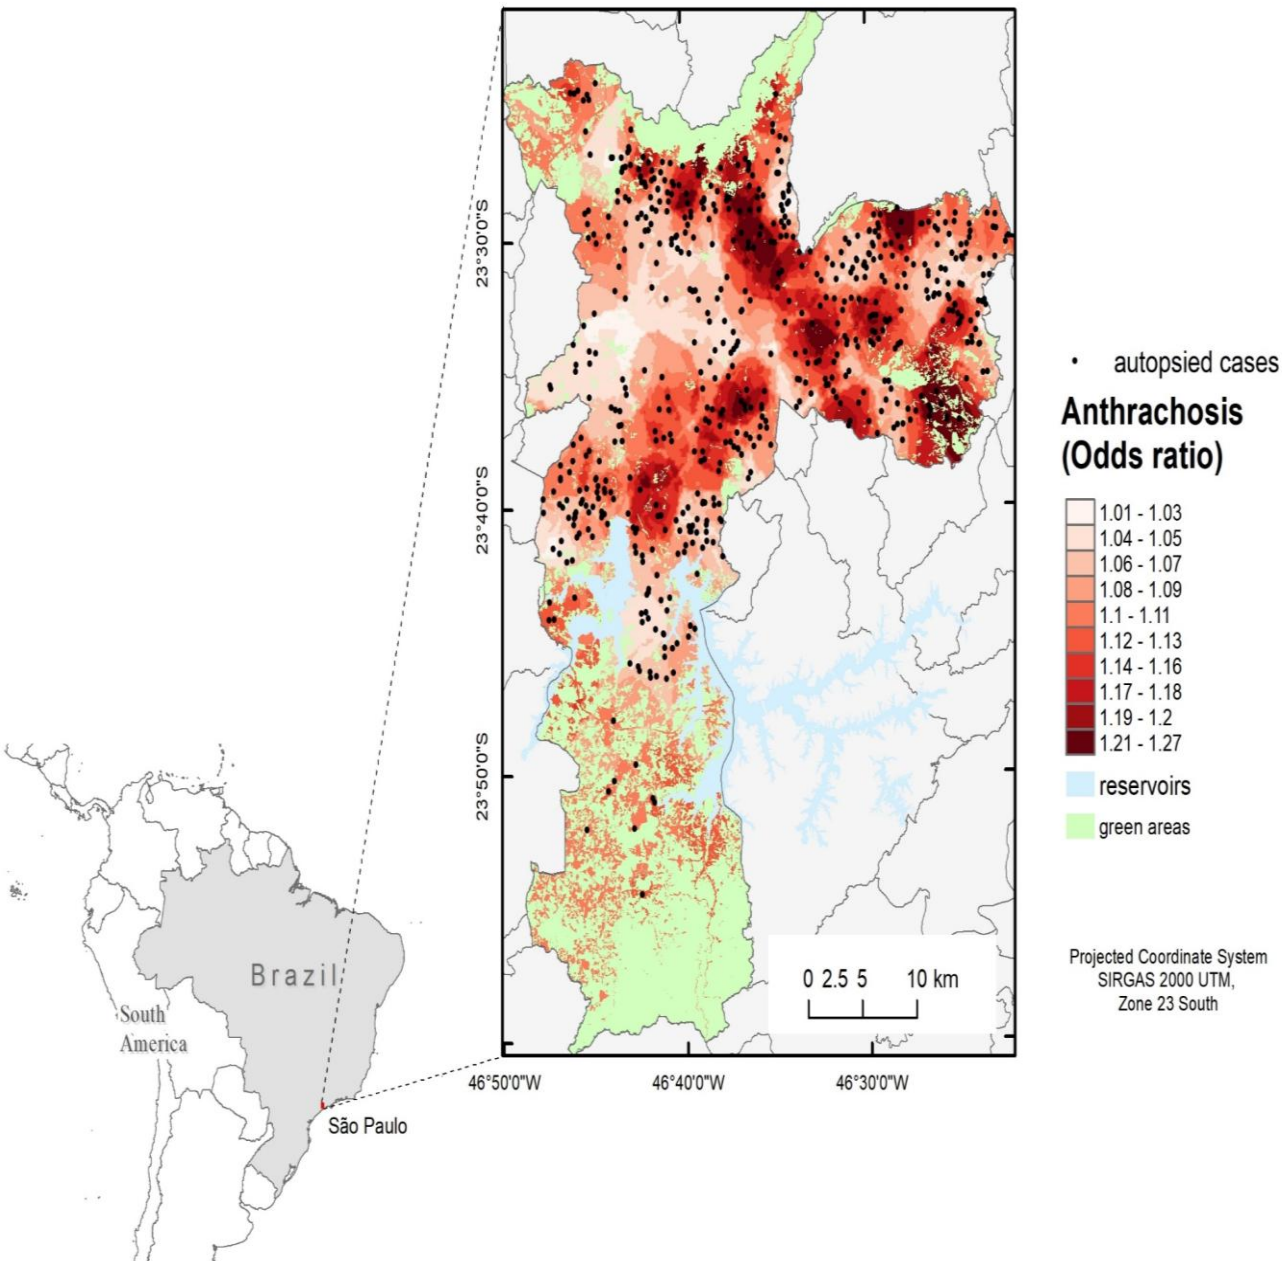 23°30'0"S
23°40'0"S
23°50'0"S
46°50'0"W
46°40'0"W
46°30'0"W
0 2.5 5 10 km
autopsied cases
Anthrachosis
(Odds ratio)
1.01 - 1.03
1.04 - 1.05
1.06 - 1.07
1.08 - 1.09
1.1 - 1.11
1.12 - 1.13
1.14 - 1.16
1.17 - 1.18
1.19 - 1.2
1.21 - 1.27
reservoirs
green areas
Projected Coordinate System
SIRGAS 2000 UTM,
Zone 23 South
Brazil
South
America
São Paulo